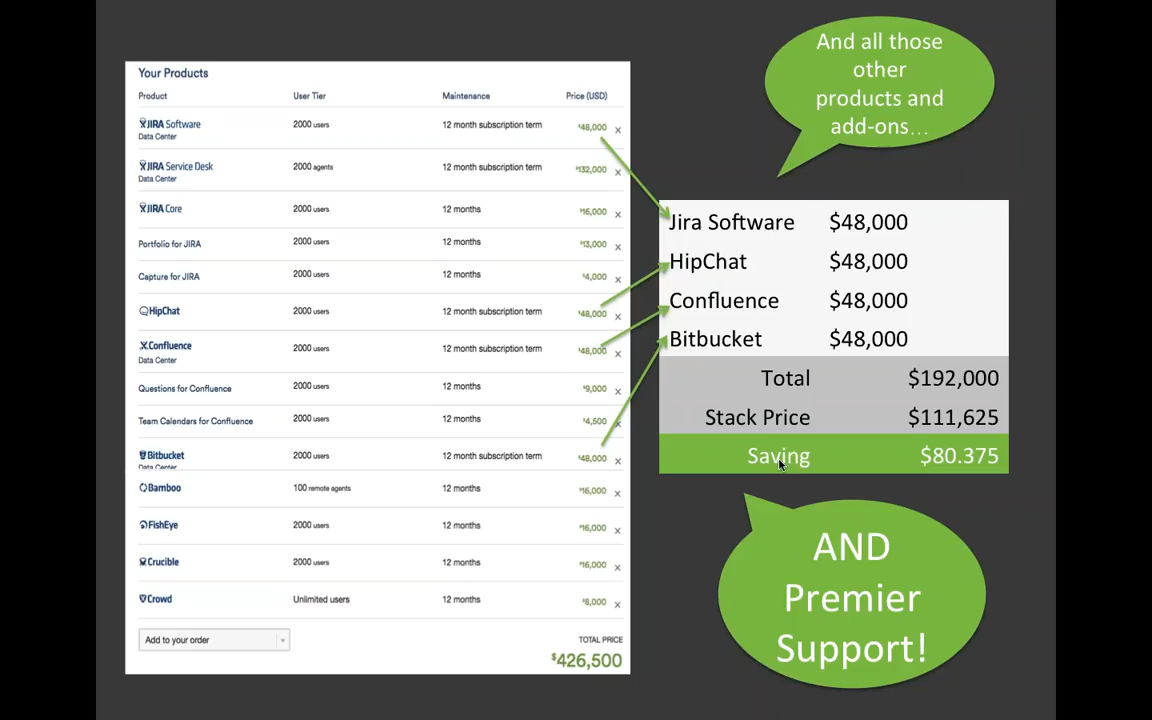 Your Products
Product User Tier Maintenance Price (USD)
JIRA Software 2000 users 12 month subscription term $48,000 x
Data Center
JIRA Service Desk 2000 agents 12 month subscription term $132,000 x
Data Center
JIRA Core 2000 users 12 months $16,000 x
Portfolio for JIRA 2000 users 12 months $13,000 x
Capture for JIRA 2000 users 12 months $4,000 x
HipChat 2000 users 12 month subscription term $48,000 x
Confluence 2000 users 12 month subscription term $48,000 x
Data Center
Questions for Confluence 2000 users 12 months $9,000 x
Team Calendars for Confluence 2000 users 12 months $4,500 x
Bitbucket 2000 users 12 month subscription term $48,000 x
Data Center
Bamboo 100 remote agents 12 months $16,000 x
FishEye 2000 users 12 months $16,000 x
Crucible 2000 users 12 months $16,000 x
Crowd Unlimited users 12 months $8,000 x
Add to your order
TOTAL PRICE
$426,500
And all those
other
products and
add-ons…
Jira Software $48,000
HipChat $48,000
Confluence $48,000
Bitbucket $48,000
Total $192,000
Stack Price $111,625
Saving $80.375
AND
Premier
Support!